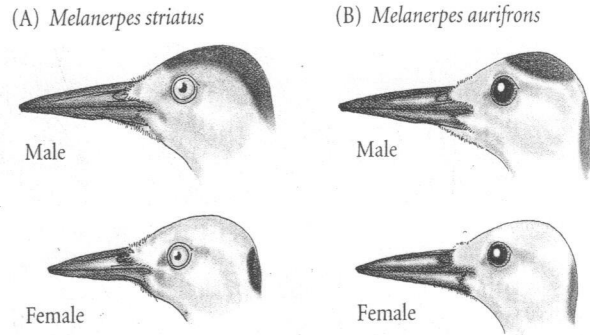 (A) Melanerpes striatus
(B) Melanerpes aurifrons
Male
Male
Female
Female